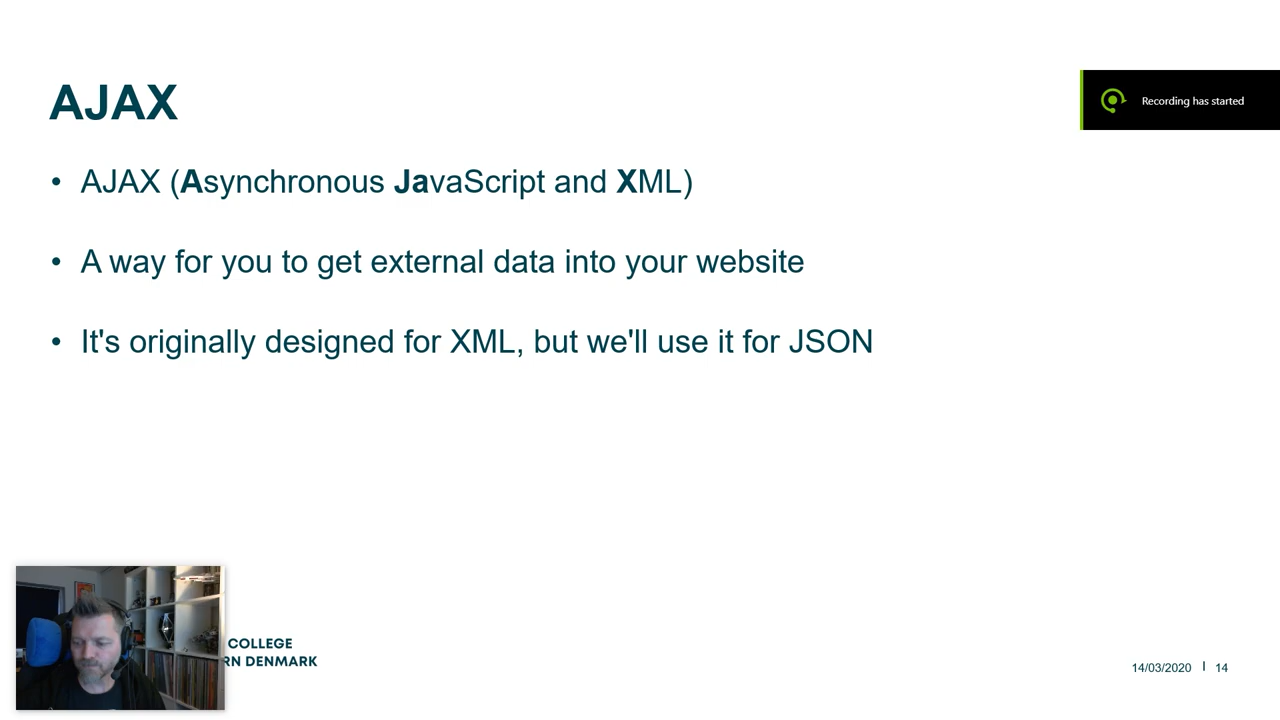 AJAX
Recording has started
• AJAX (Asynchronous JavaScript and XML)
• A way for you to get external data into your website
• It's originally designed for XML, but we'll use it for JSON
COLLEGE
RN DENMARK
14/03/2020 | 14